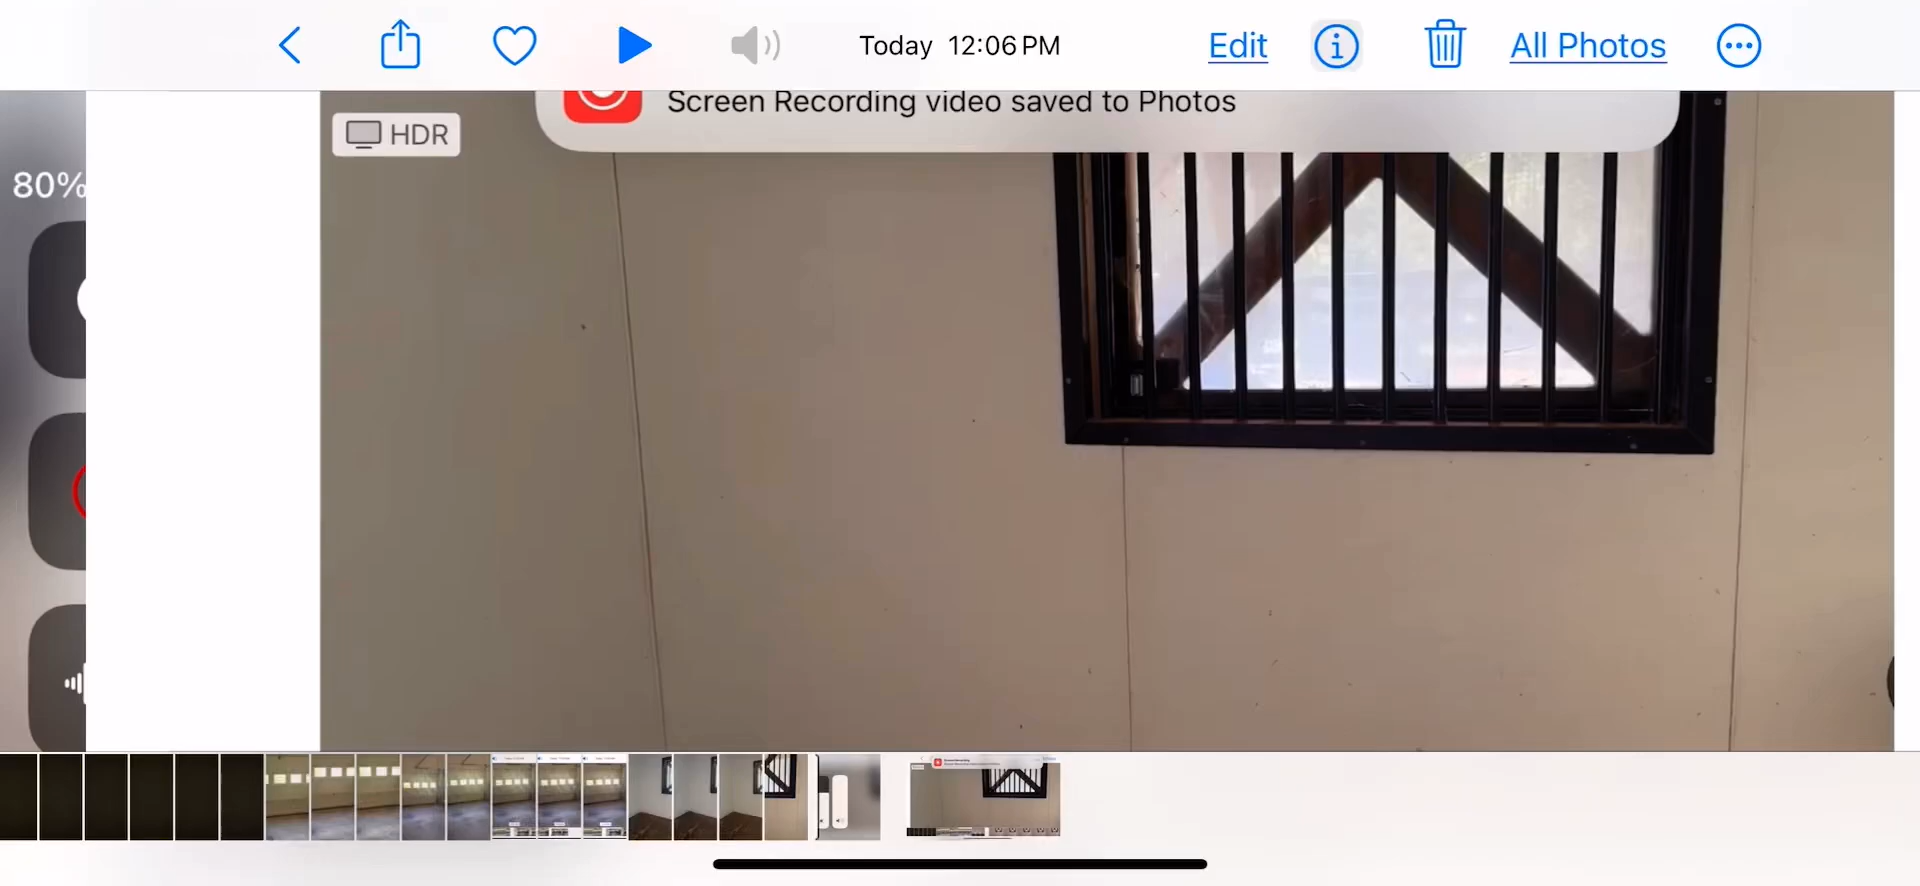 Today 12:06 PM
Edit
All Photos
Screen Recording video saved to Photos
HDR
80%